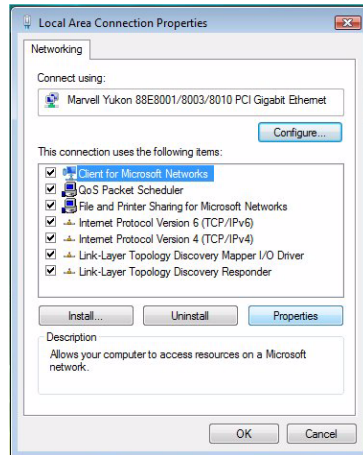 Local Area Connection Properties
Networking
Connect using:
Marvell Yukon 88E8001/8003/8010 PCI Gigabit Ethernet
Configure...
This connection uses the following items:
Client for Microsoft Networks
QoS Packet Scheduler
File and Printer Sharing for Microsoft Networks
Internet Protocol Version 6 (TCP/IPv6)
Internet Protocol Version 4 (TCP/IPv4)
Link-Layer Topology Discovery Mapper I/O Driver
Link-Layer Topology Discovery Responder
Install... Uninstall Properties
Description
Allows your computer to access resources on a Microsoft
network.
OK Cancel